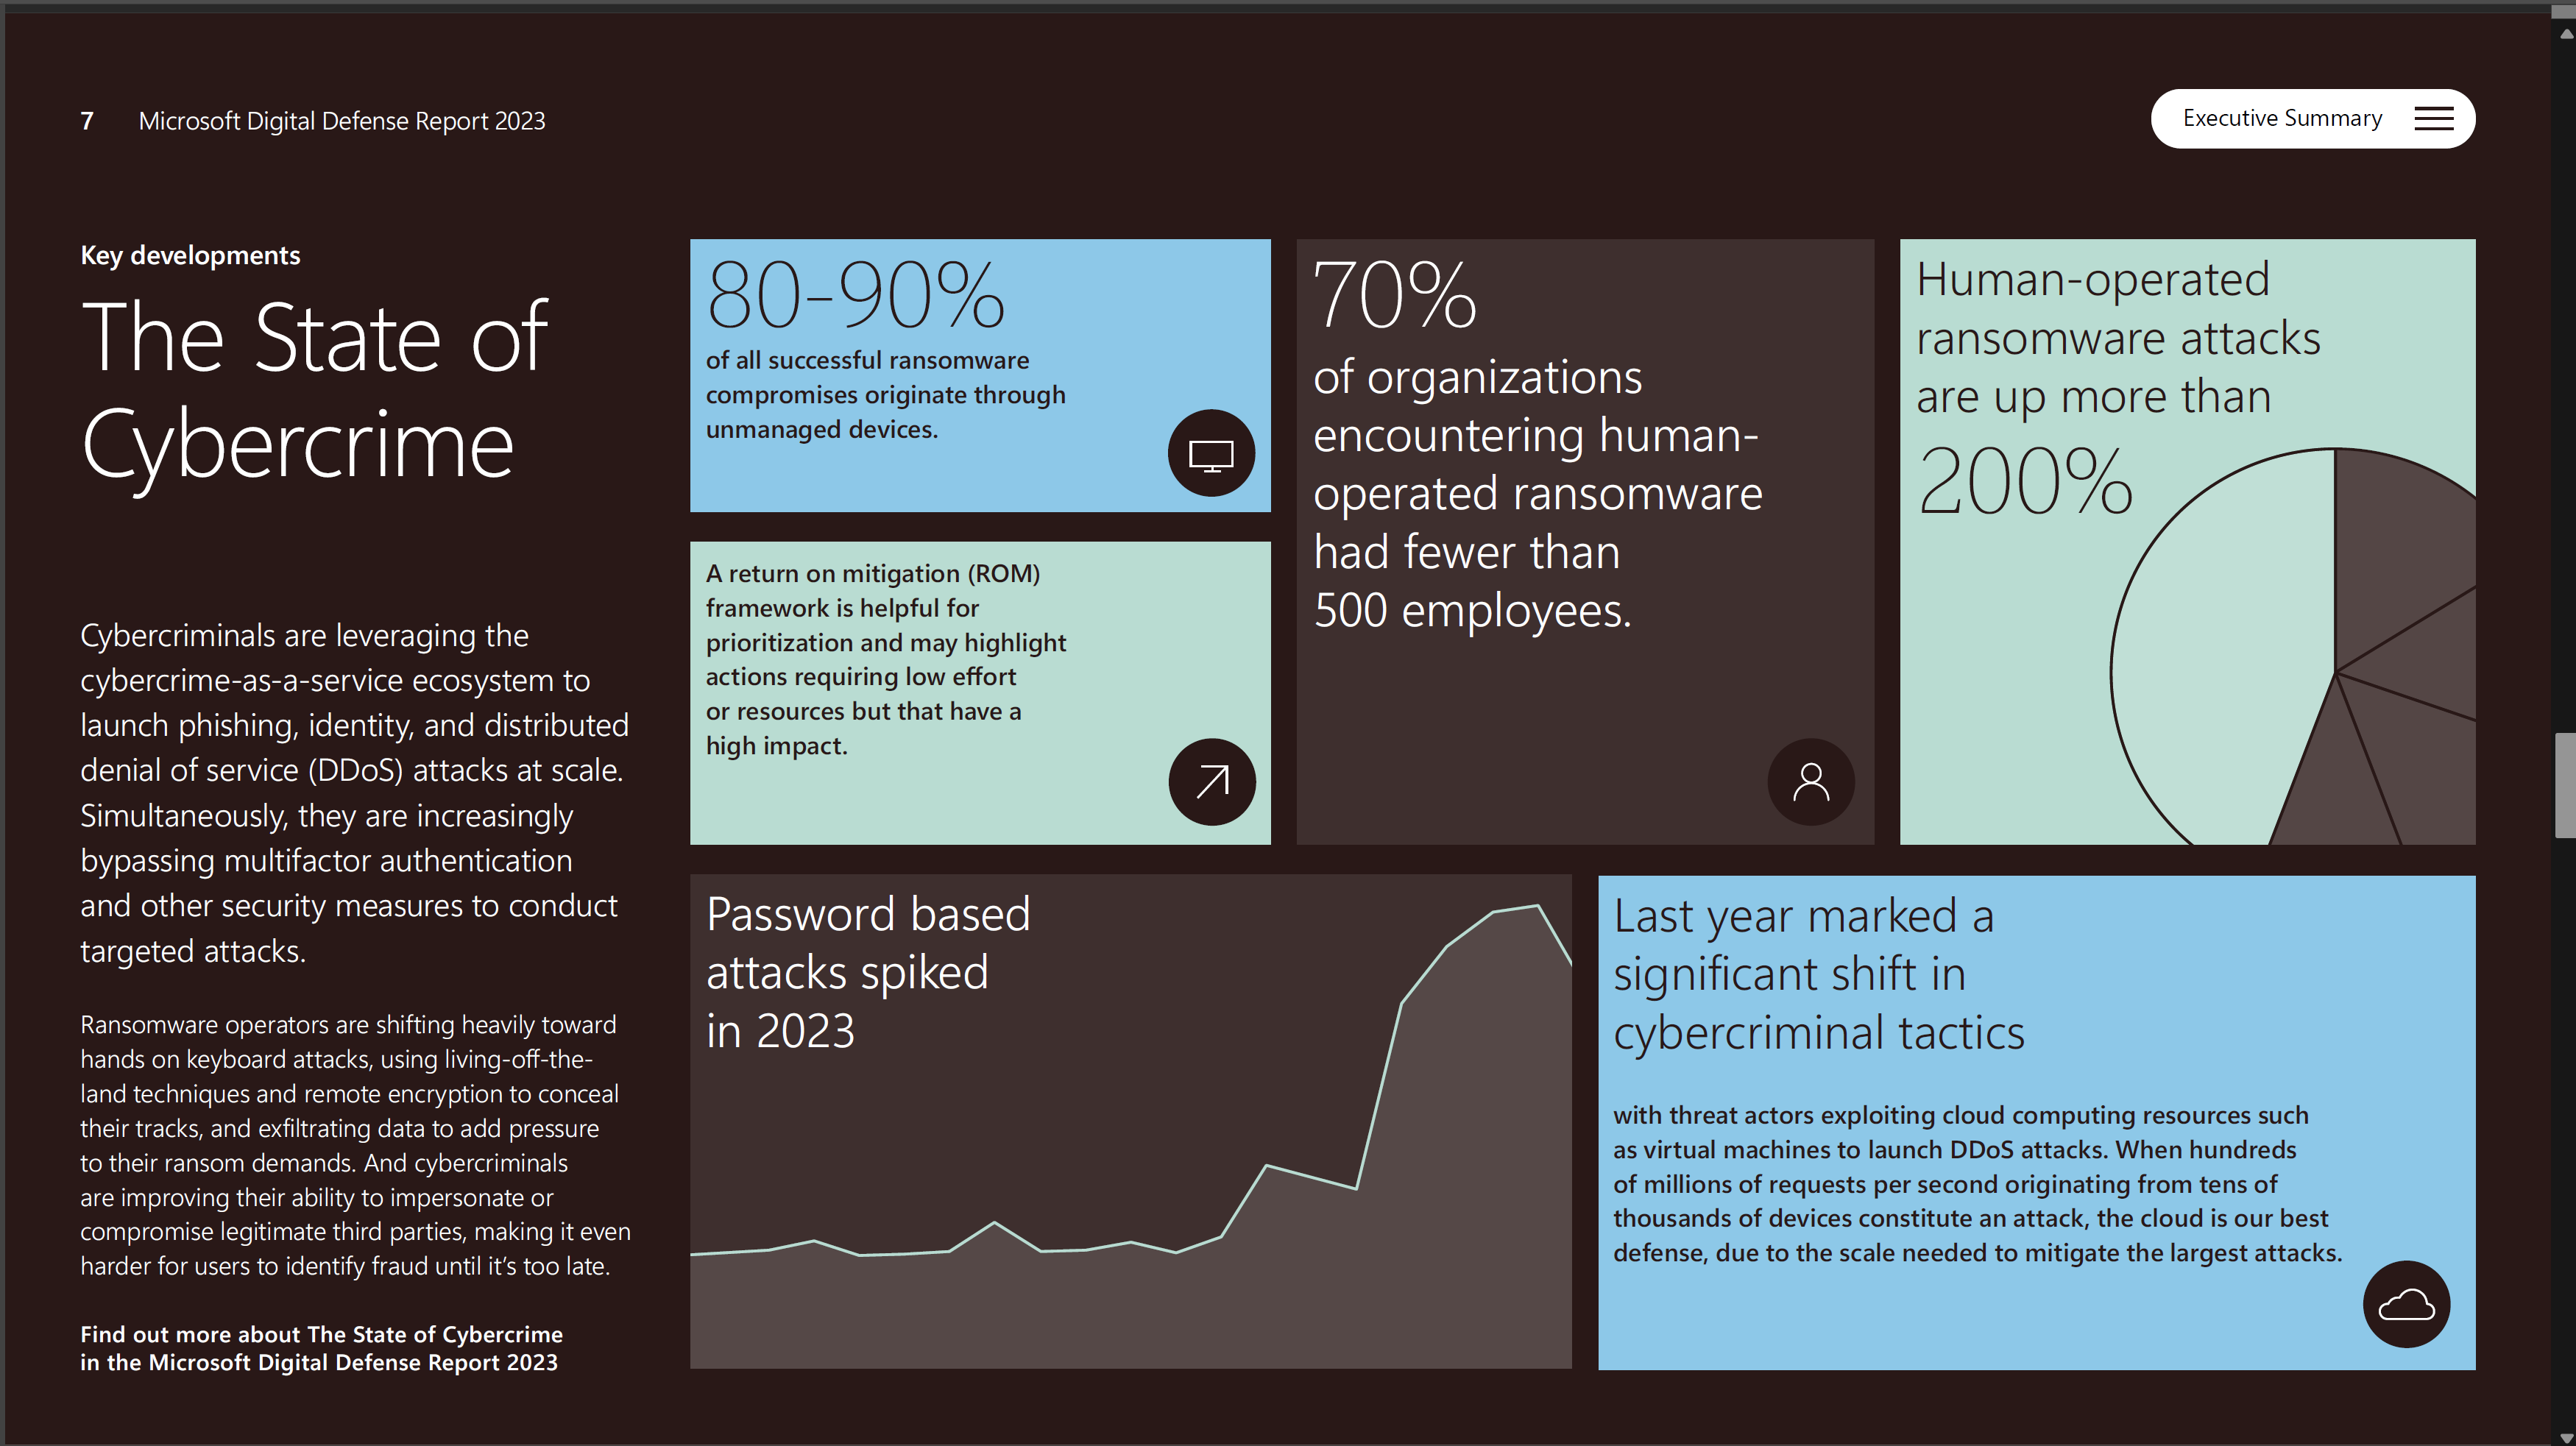 7 Microsoft Digital Defense Report 2023
Executive Summary
Key developments
The State of
Cybercrime
Cybercriminals are leveraging the
cybercrime-as-a-service ecosystem to
launch phishing, identity, and distributed
denial of service (DDoS) attacks at scale.
Simultaneously, they are increasingly
bypassing multifactor authentication
and other security measures to conduct
targeted attacks.
Ransomware operators are shifting heavily toward
hands on keyboard attacks, using living-off-the-
land techniques and remote encryption to conceal
their tracks, and exfiltrating data to add pressure
to their ransom demands. And cybercriminals
are improving their ability to impersonate or
compromise legitimate third parties, making it even
harder for users to identify fraud until it’s too late.
Find out more about The State of Cybercrime
in the Microsoft Digital Defense Report 2023
80-90%
of all successful ransomware
compromises originate through
unmanaged devices.
A return on mitigation (ROM)
framework is helpful for
prioritization and may highlight
actions requiring low effort
or resources but that have a
high impact.
70%
of organizations
encountering human-
operated ransomware
had fewer than
500 employees.
Human-operated
ransomware attacks
are up more than
200%
Password based
attacks spiked
in 2023
Last year marked a
significant shift in
cybercriminal tactics
with threat actors exploiting cloud computing resources such
as virtual machines to launch DDoS attacks. When hundreds
of millions of requests per second originating from tens of
thousands of devices constitute an attack, the cloud is our best
defense, due to the scale needed to mitigate the largest attacks.